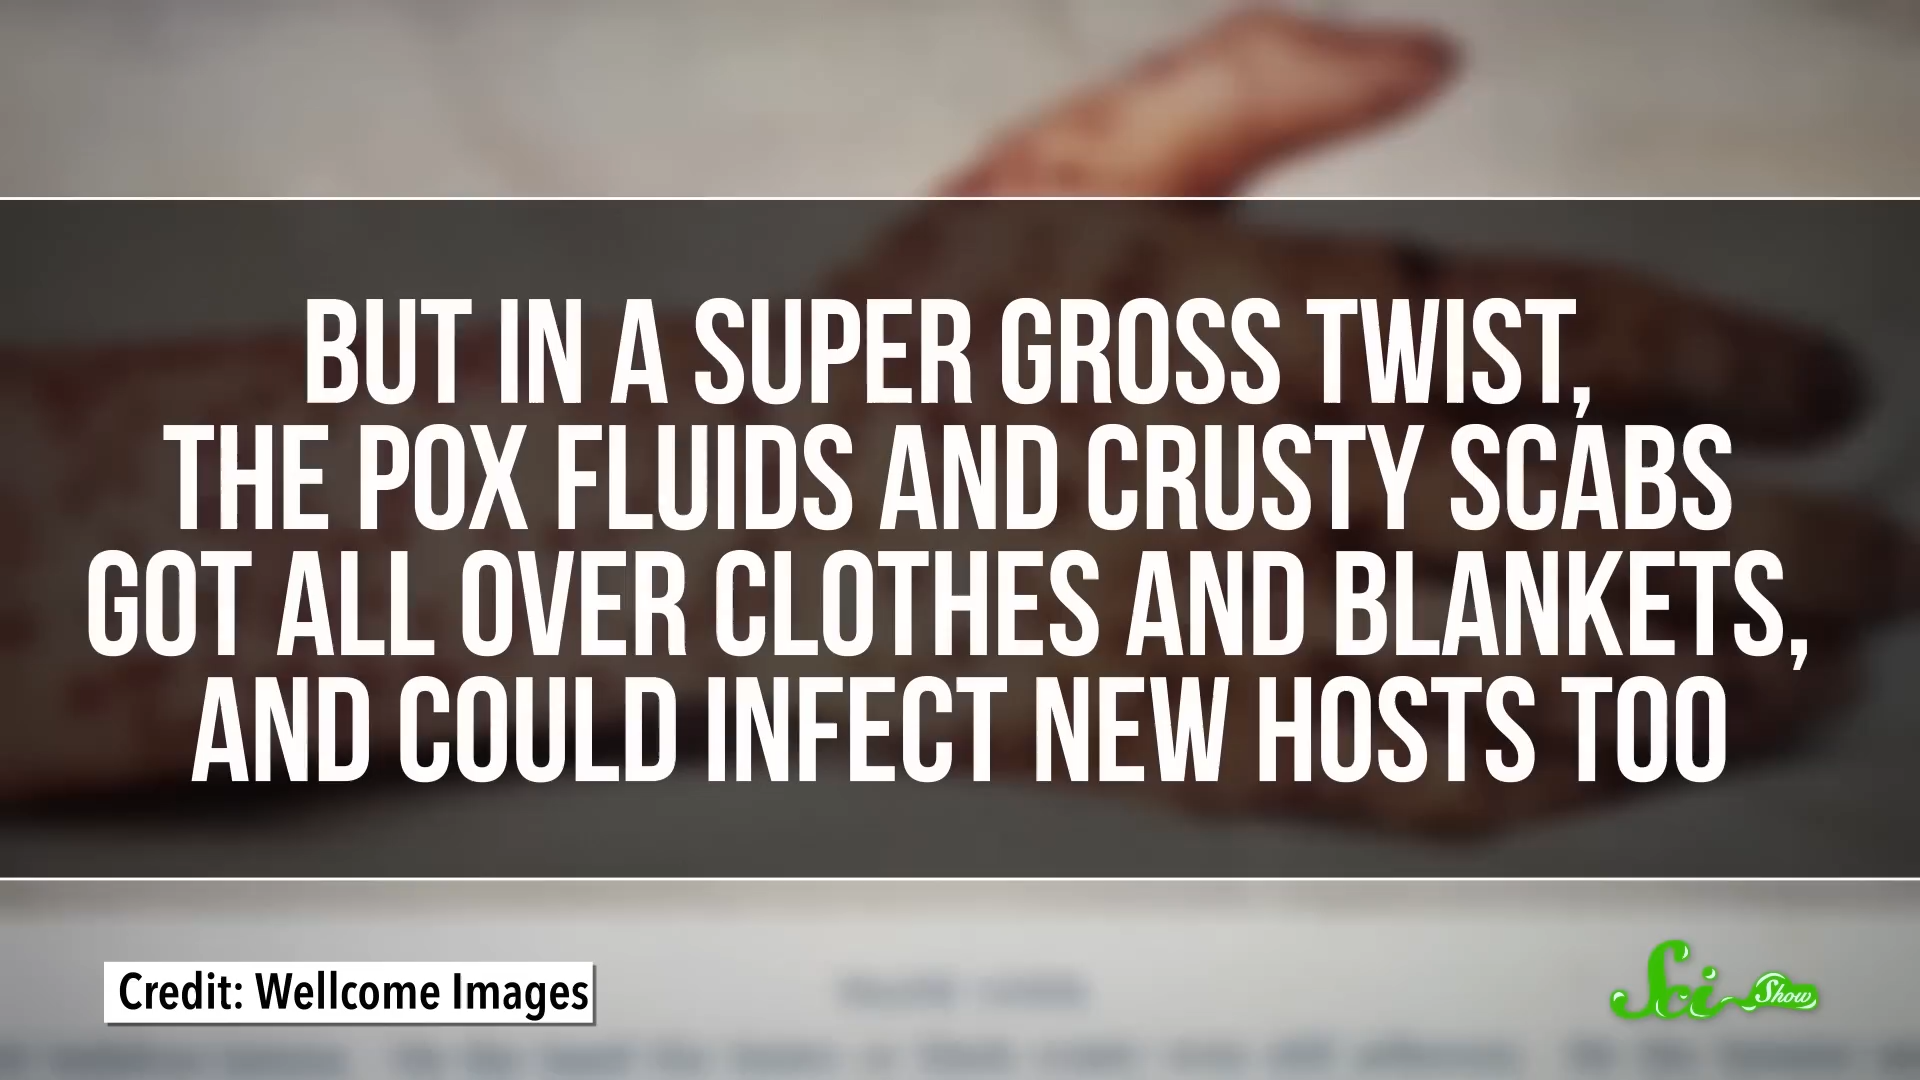 BUT IN A SUPER GROSS TWIST,
THE POX FLUIDS AND CRUSTY SCABS
GOT ALL OVER CLOTHES AND BLANKETS,
AND COULD INFECT NEW HOSTS TOO
Credit: Wellcome Images
Sci Show